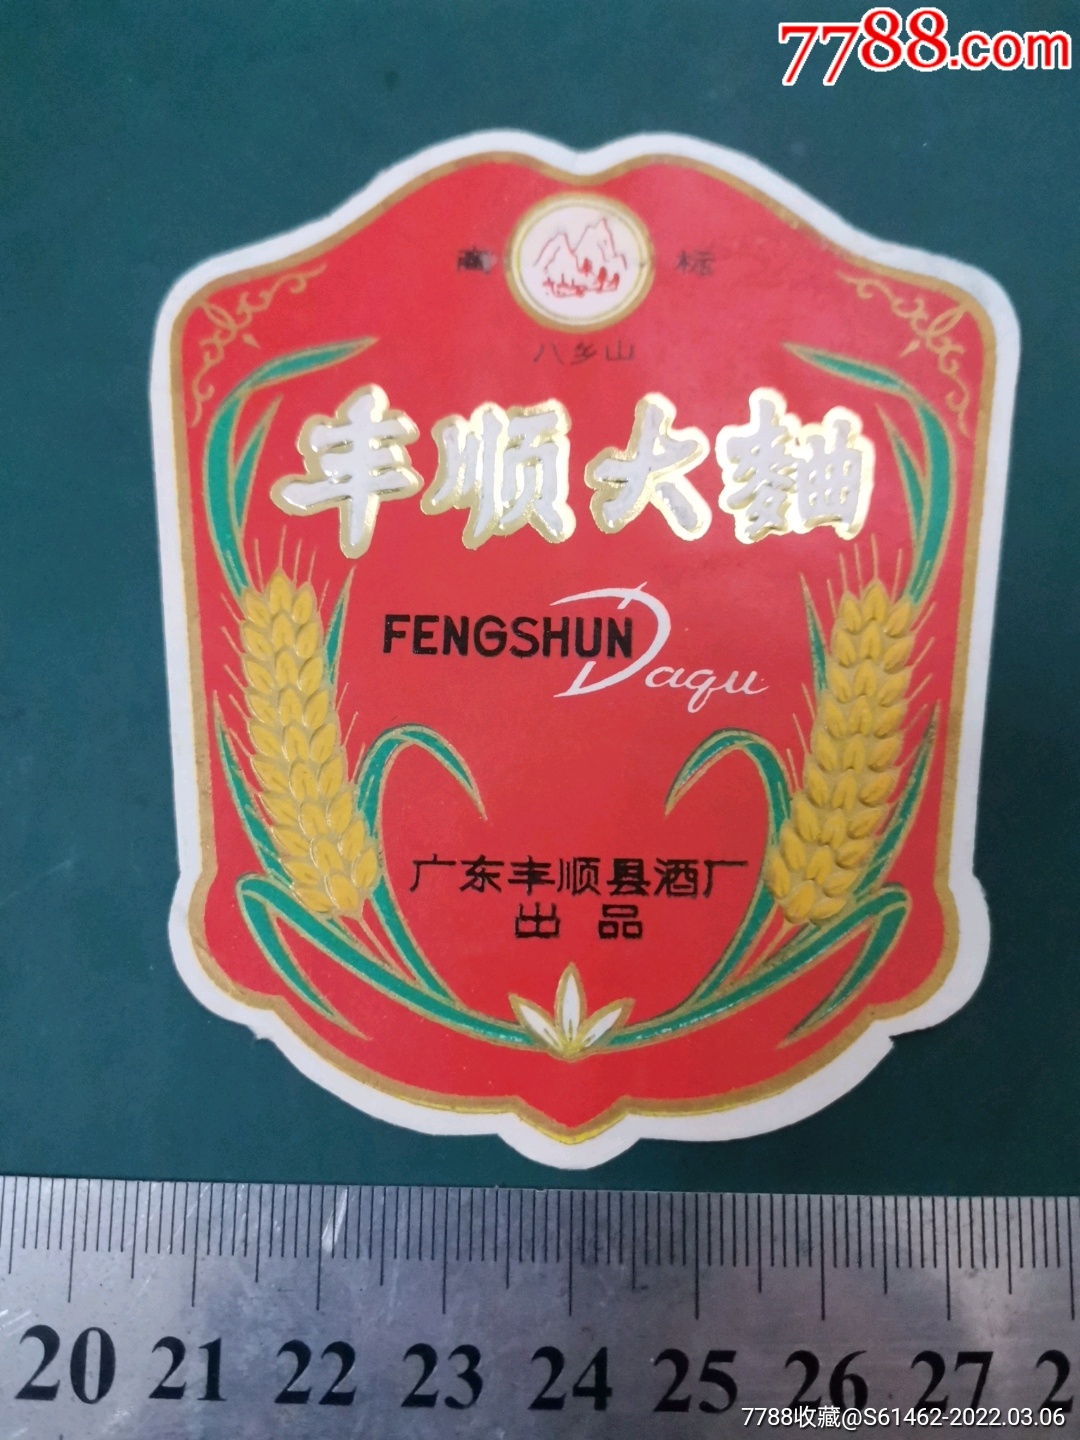 7788.com
商标
八乡山
丰顺大麯
FENGSHUN Daqu
广东丰顺县酒厂
出品
20 21 22 23 24 25 26 27 2
7788收藏@S61462-2022.03.06